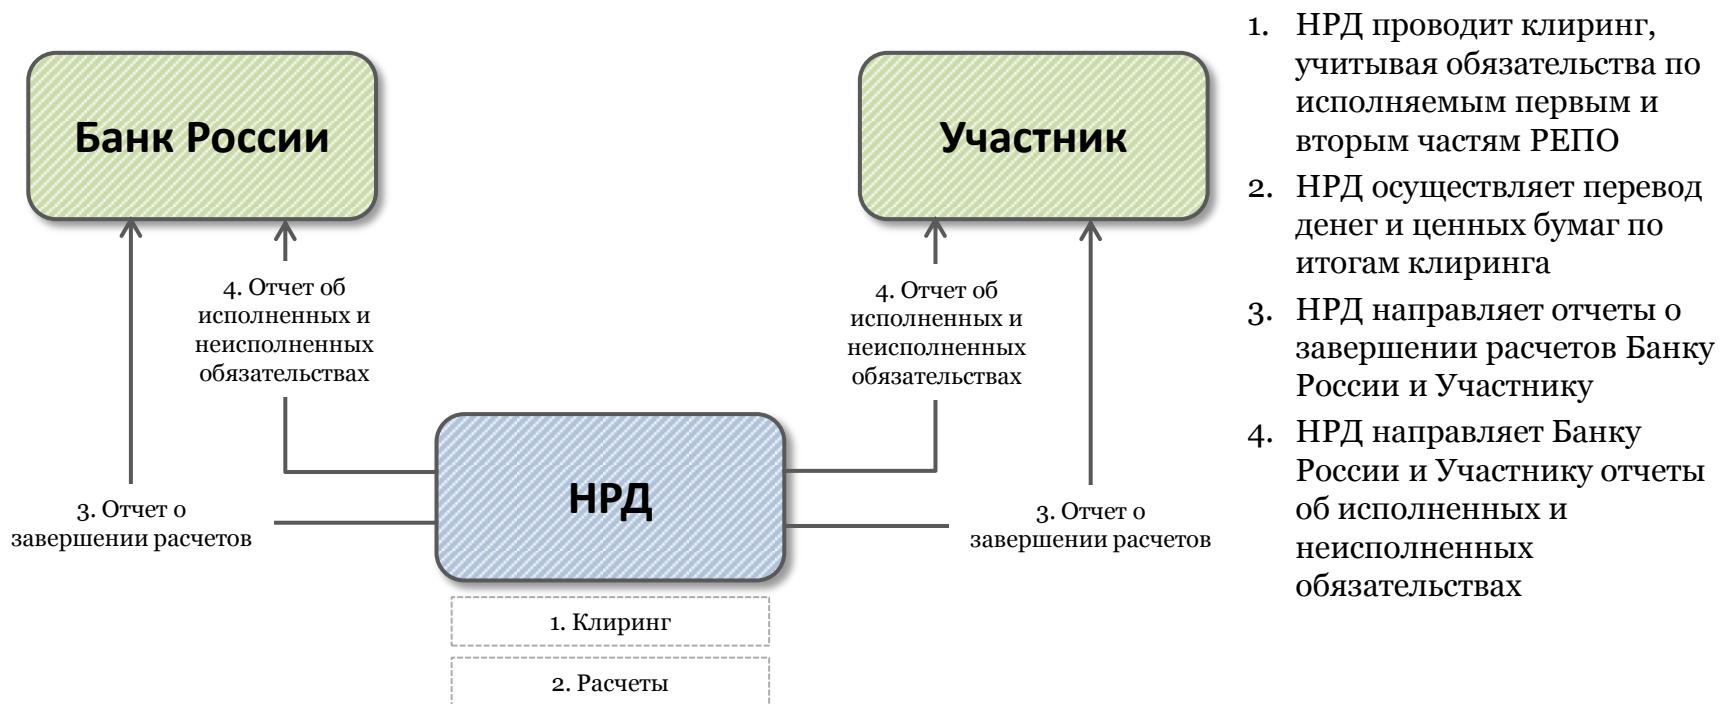 Банк России
Участник
4. Отчет об
исполненных и
неисполненных
обязательствах
4. Отчет об
исполненных и
неисполненных
обязательствах
НРД
3. Отчет о
завершении расчетов
3. Отчет о
завершении расчетов
1. Клиринг
2. Расчеты
1. НРД проводит клиринг,
учитывая обязательства по
исполняемым первым и
вторым частям РЕПО
2. НРД осуществляет перевод
денег и ценных бумаг по
итогам клиринга
3. НРД направляет отчеты о
завершении расчетов Банку
России и Участнику
4. НРД направляет Банку
России и Участнику отчеты
об исполненных и
неисполненных
обязательствах